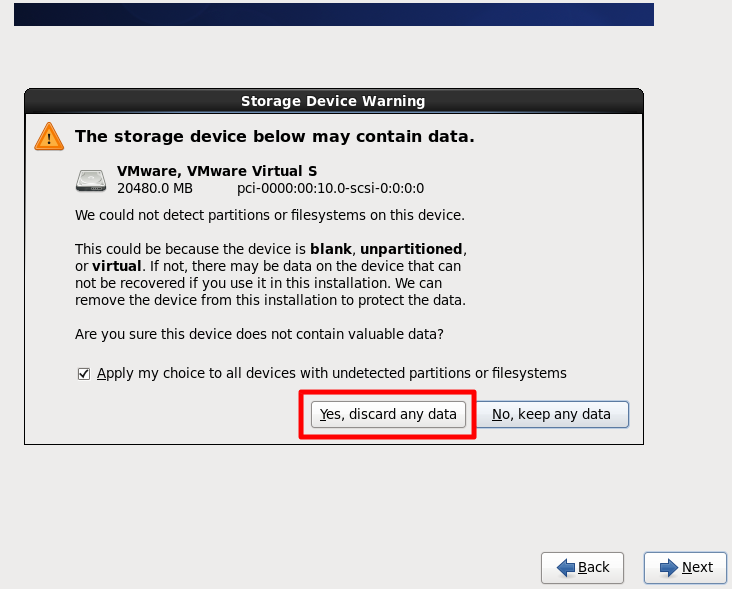 Storage Device Warning
The storage device below may contain data.
VMware, VMware Virtual S
20480.0 MB pci-0000:00:10.0-scsi-0:0:0:0
We could not detect partitions or filesystems on this device.
This could be because the device is blank, unpartitioned,
or virtual. If not, there may be data on the device that can
not be recovered if you use it in this installation. We can
remove the device from this installation to protect the data.
Are you sure this device does not contain valuable data?
Apply my choice to all devices with undetected partitions or filesystems
Yes, discard any data No, keep any data
Back Next